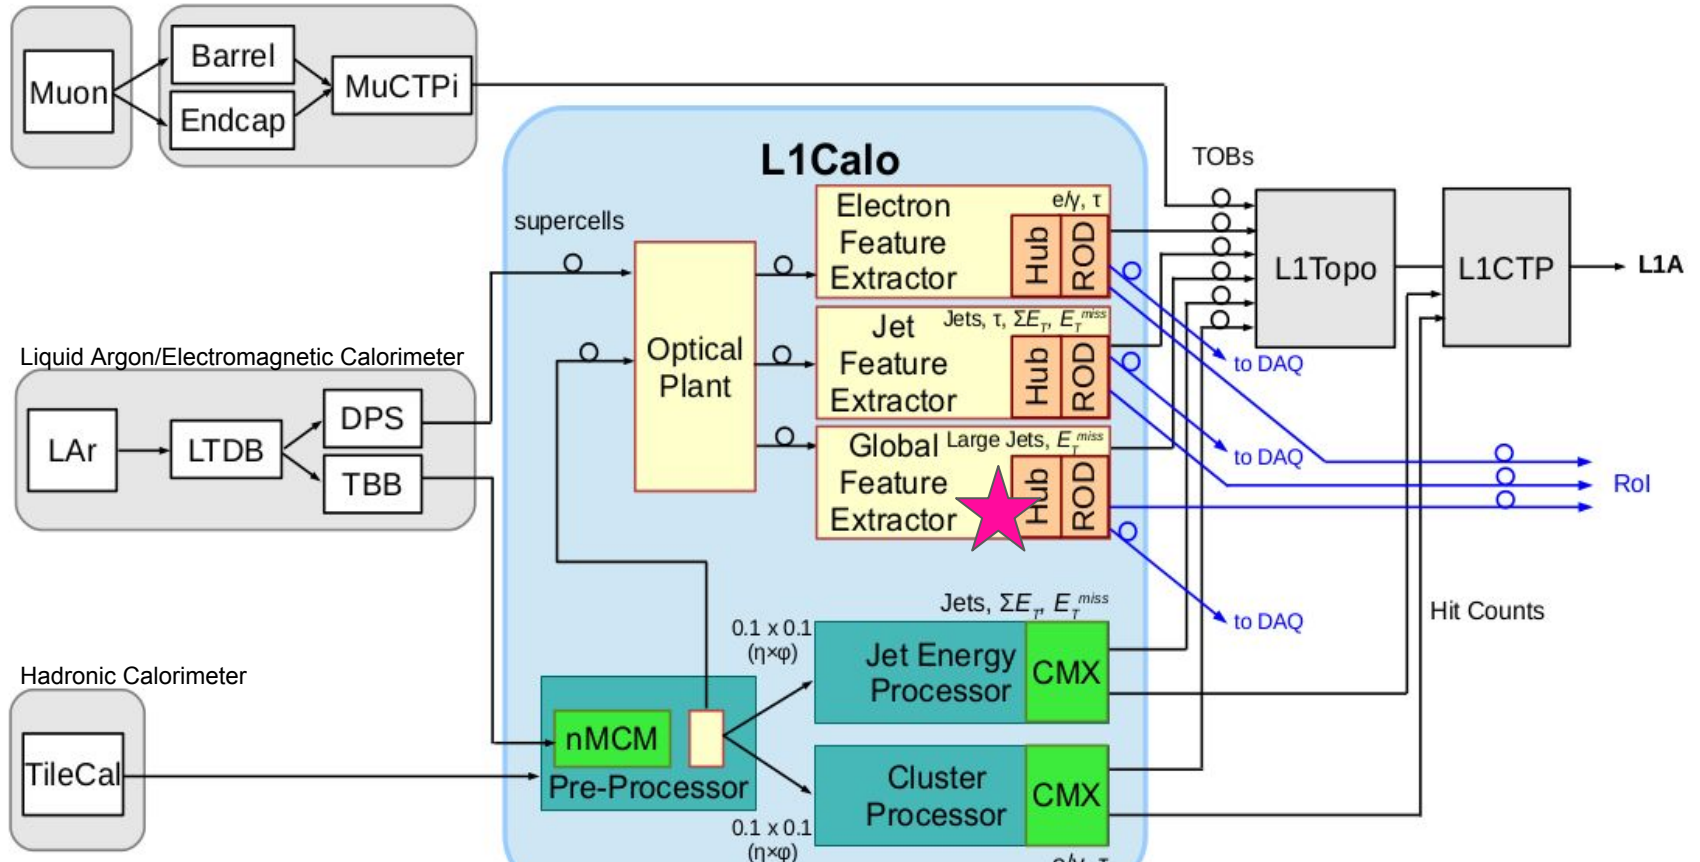 Muon
Barrel
Endcap
MuCTPi
L1Calo
TOBs
supercells
Electron
Feature
Extractor
e/γ, τ
Hub
ROD
L1Topo
L1CTP
L1A
Optical
Plant
Jet
Feature
Extractor
Jets, τ, ΣE_T, E_T^miss
Hub
ROD
to DAQ
Liquid Argon/Electromagnetic Calorimeter
LAr
LTDB
DPS
TBB
Global
Feature
Extractor
Large Jets, E_T^miss
Hub
ROD
to DAQ
RoI
to DAQ
Hit Counts
Jets, ΣE_T, E_T^miss
0.1 x 0.1
(η×φ)
Jet Energy
Processor
CMX
Hadronic Calorimeter
TileCal
nMCM
Pre-Processor
Cluster
Processor
CMX
0.1 x 0.1
(η×φ)
e/γ, τ